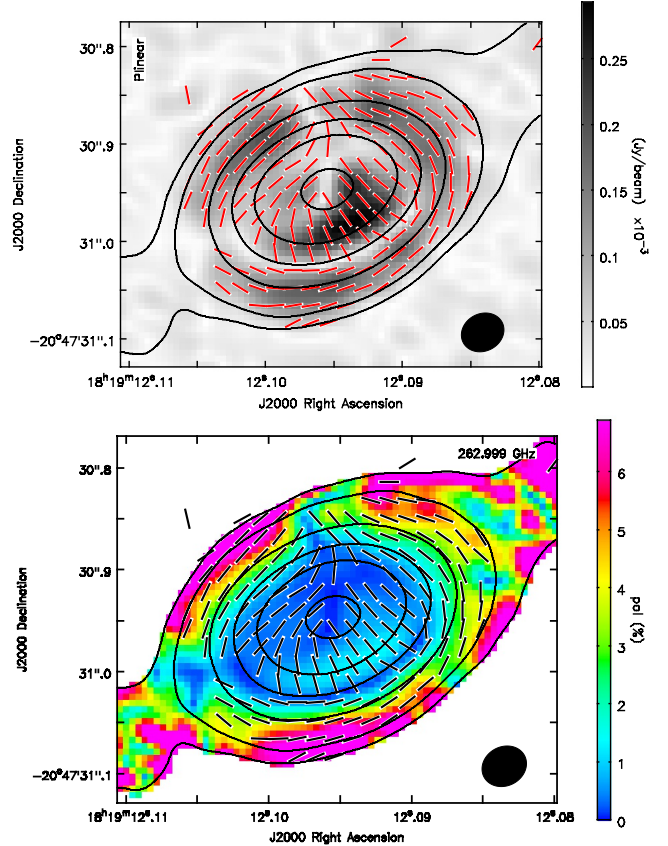 Plinear
30".8
30".9
31".0
−20°47'31".1
18ʰ19ᵐ12ˢ.11
12ˢ.10
12ˢ.09
12ˢ.08
J2000 Right Ascension
J2000 Declination
0.25
0.2
0.15
0.1
0.05
(Jy/beam) ×10⁻³
262.999 GHz
30".8
30".9
31".0
−20°47'31".1
18ʰ19ᵐ12ˢ.11
12ˢ.10
12ˢ.09
12ˢ.08
J2000 Right Ascension
J2000 Declination
6
5
4
3
2
1
0
pol (%)